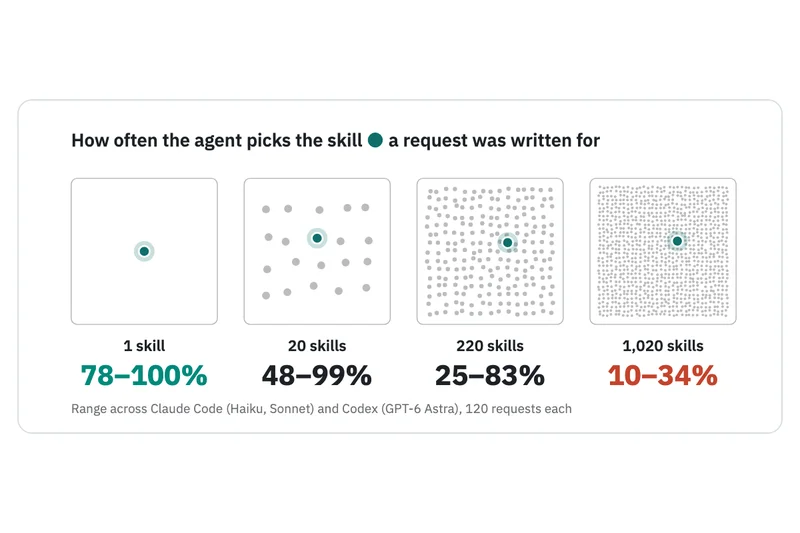 How often the agent picks the skill a request was written for
1 skill
78–100%
20 skills
48–99%
220 skills
25–83%
1,020 skills
10–34%
Range across Claude Code (Haiku, Sonnet) and Codex (GPT-6 Astra), 120 requests each